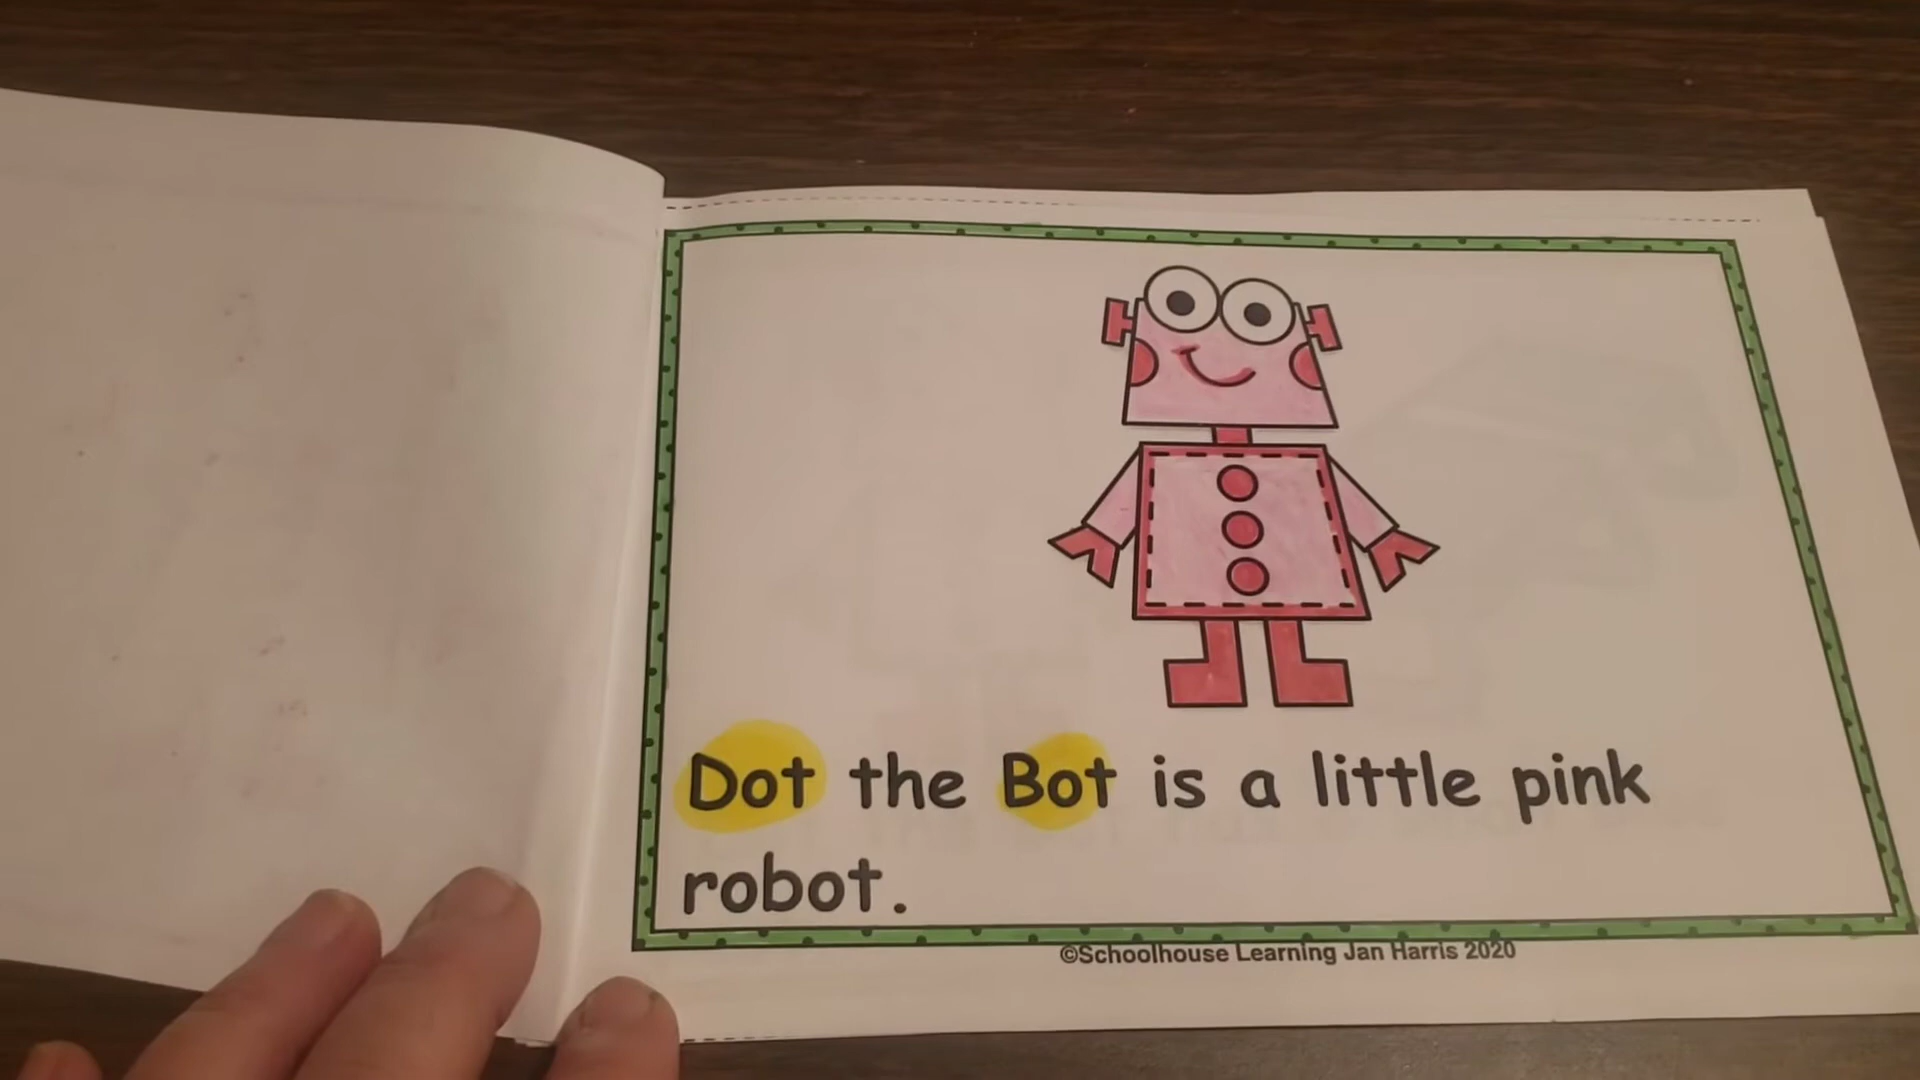 Dot the Bot is a little pink
robot.
©Schoolhouse Learning Jan Harris 2020